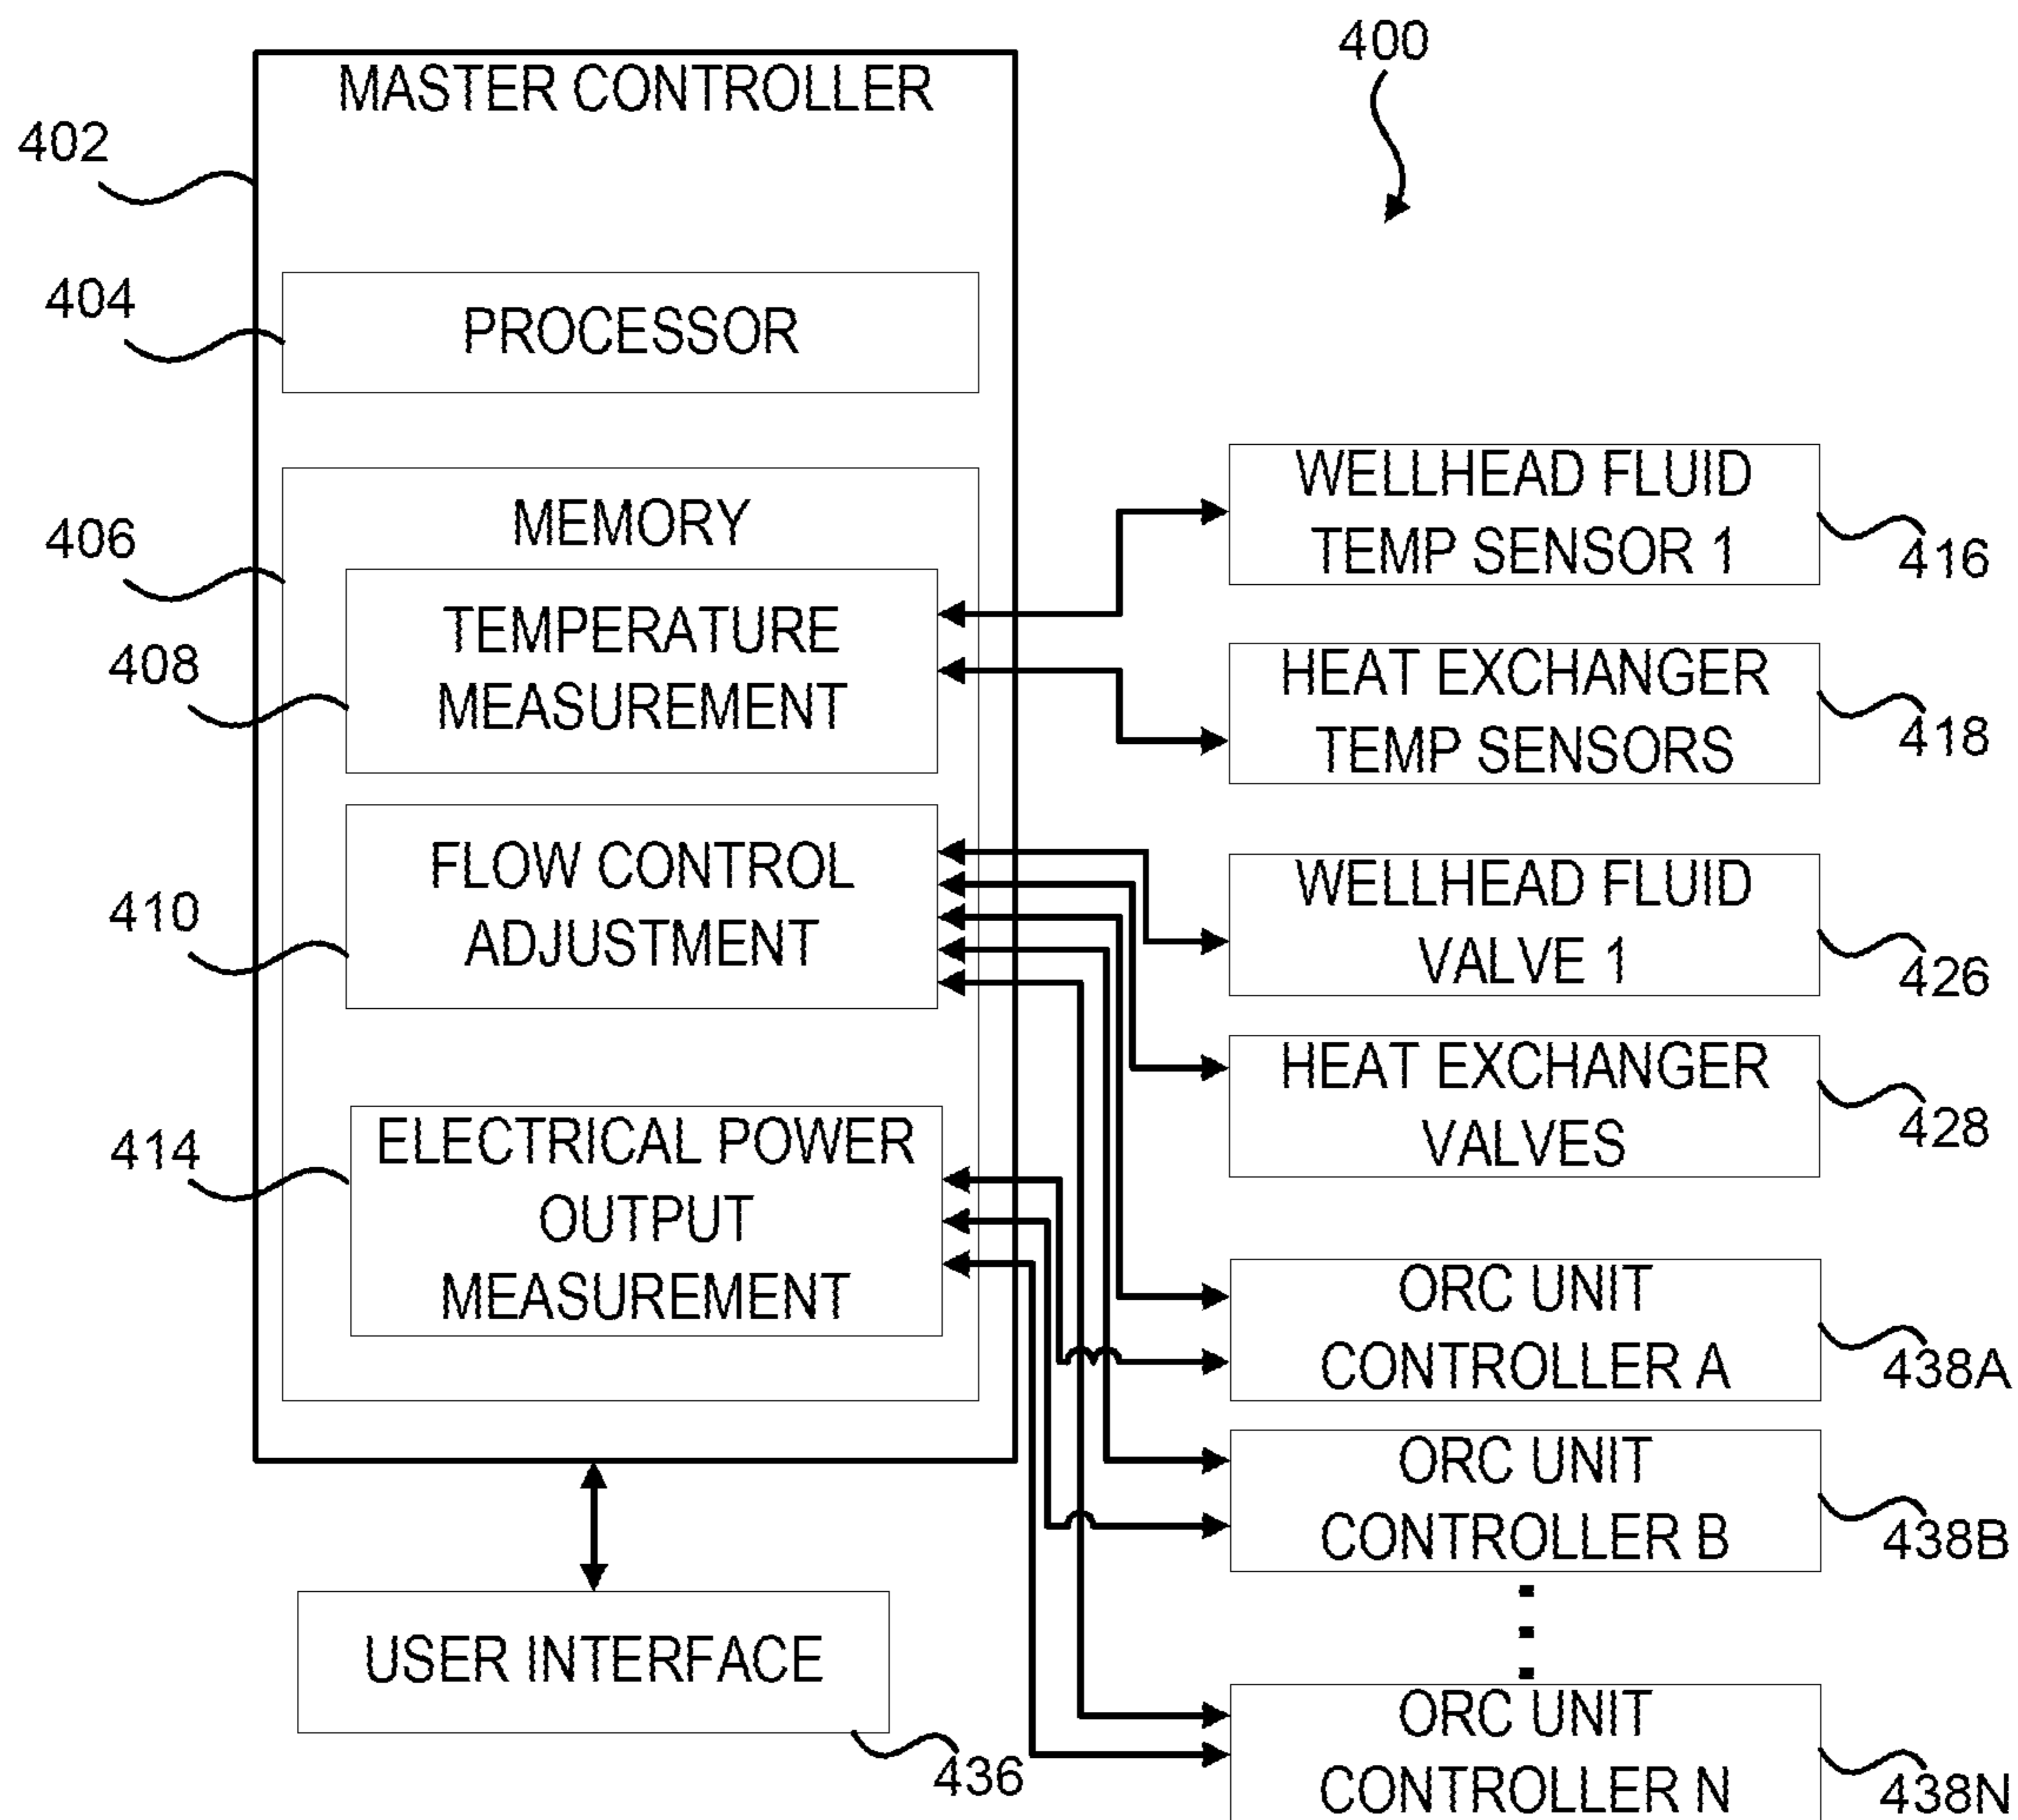 400
MASTER CONTROLLER
402
404
PROCESSOR
406
MEMORY
408
TEMPERATURE
MEASUREMENT
410
FLOW CONTROL
ADJUSTMENT
414
ELECTRICAL POWER
OUTPUT
MEASUREMENT
USER INTERFACE
436
WELLHEAD FLUID
TEMP SENSOR 1
416
HEAT EXCHANGER
TEMP SENSORS
418
WELLHEAD FLUID
VALVE 1
426
HEAT EXCHANGER
VALVES
428
ORC UNIT
CONTROLLER A
438A
ORC UNIT
CONTROLLER B
438B
ORC UNIT
CONTROLLER N
438N